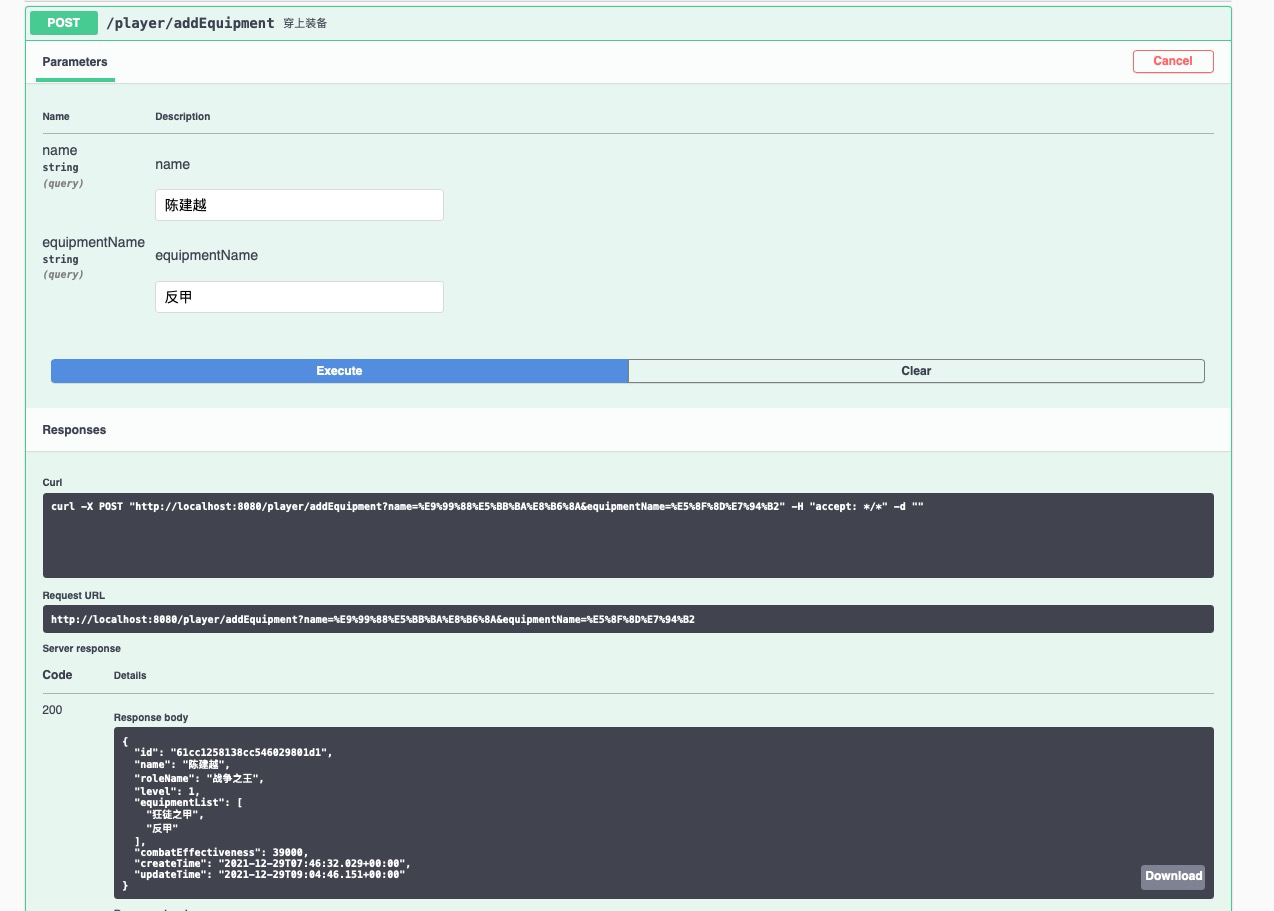 POST /player/addEquipment 穿上装备
Parameters Cancel
Name Description
name
string
(query)
name
陈建越
equipmentName
string
(query)
equipmentName
反甲
Execute Clear
Responses
Curl
curl -X POST "http://localhost:8080/player/addEquipment?name=%E9%99%88%E5%BB%BA%E8%B6%8A&equipmentName=%E5%8F%8D%E7%94%B2" -H "accept: */*" -d ""
Request URL
http://localhost:8080/player/addEquipment?name=%E9%99%88%E5%BB%BA%E8%B6%8A&equipmentName=%E5%8F%8D%E7%94%B2
Server response
Code Details
200
Response body
{
"id": "61cc1258138cc546029801d1",
"name": "陈建越",
"roleName": "战争之王",
"level": 1,
"equipmentList": [
"狂徒之甲",
"反甲"
],
"combatEffectiveness": 39000,
"createTime": "2021-12-29T07:46:32.029+00:00",
"updateTime": "2021-12-29T09:04:46.151+00:00"
}
Download